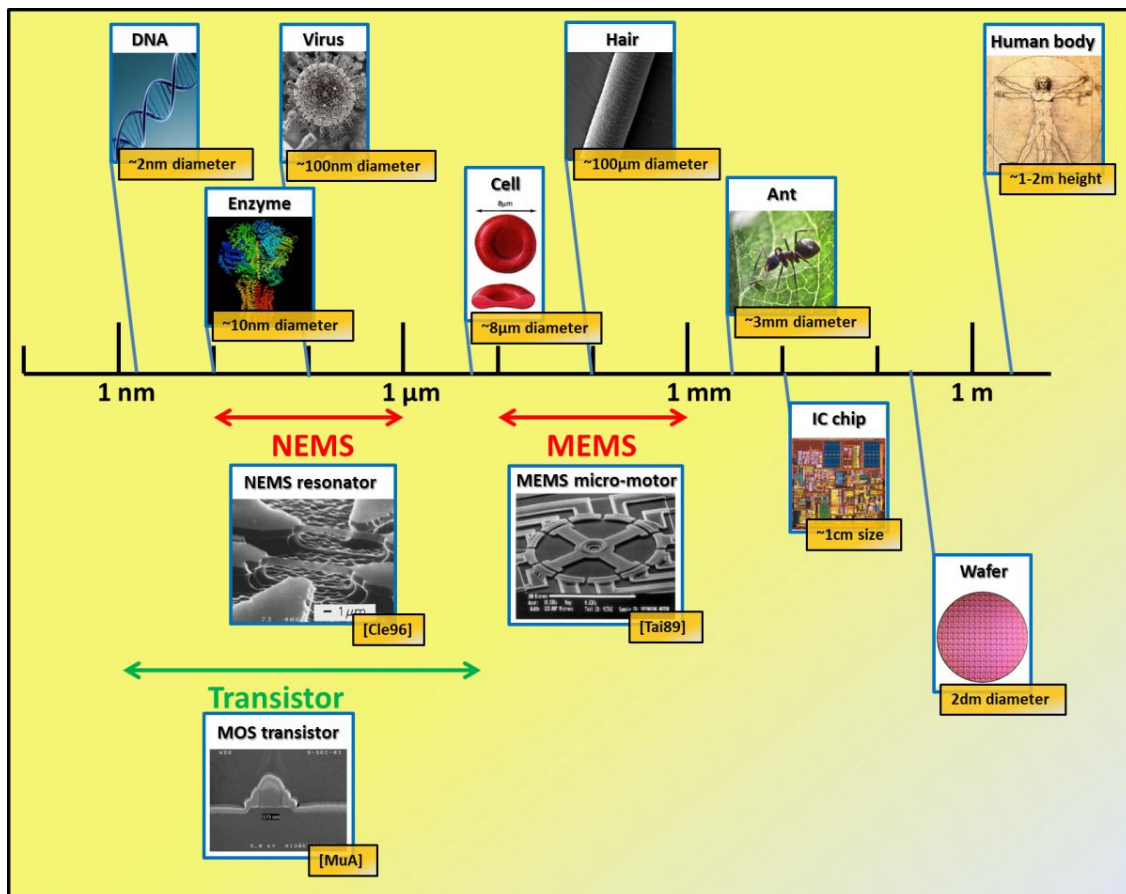 DNA
~2nm diameter
Virus
~100nm diameter
Hair
~100µm diameter
Human body
~1-2m height
Enzyme
~10nm diameter
Cell
8µm
~8µm diameter
Ant
~3mm diameter
1 nm
1 µm
1 mm
1 m
NEMS
MEMS
NEMS resonator
1µm
[Cle96]
MEMS micro-motor
[Tai89]
IC chip
~1cm size
Wafer
2dm diameter
Transistor
MOS transistor
[MuA]